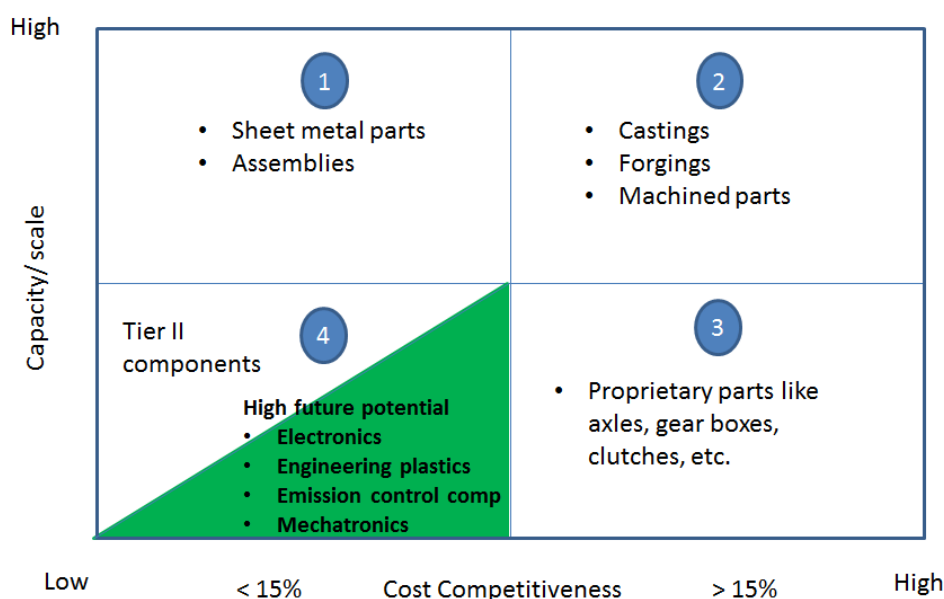 High
1
• Sheet metal parts
• Assemblies
2
• Castings
• Forgings
• Machined parts
Capacity/ scale
Tier II
components
4
High future potential
• Electronics
• Engineering plastics
• Emission control comp
• Mechatronics
3
• Proprietary parts like
axles, gear boxes,
clutches, etc.
Low
< 15%
Cost Competitiveness
> 15%
High